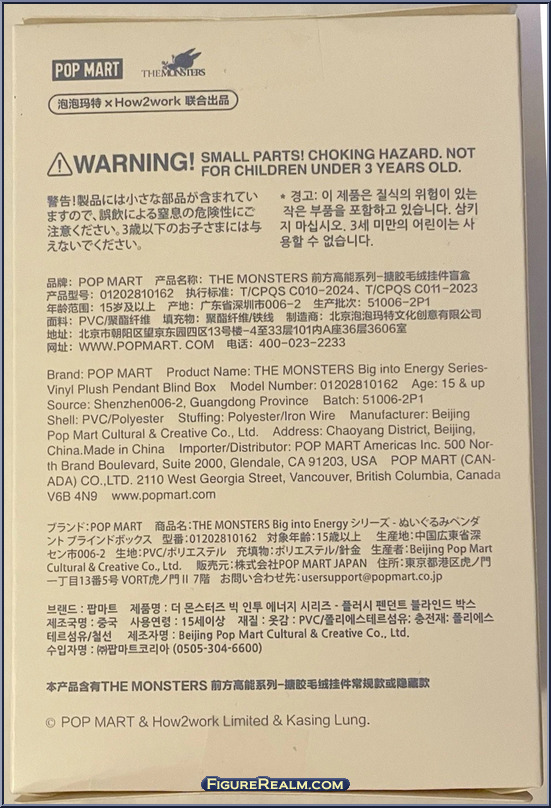 POP MART
THE MONSTERS
泡泡玛特 × How2work 联合出品
WARNING! SMALL PARTS! CHOKING HAZARD. NOT
FOR CHILDREN UNDER 3 YEARS OLD.
警告!製品には小さな部品が含まれてい
ますので、誤飲による窒息の危険性にご
注意ください。3歳以下のお子さまには与
えないでください。
* 경고: 이 제품은 질식의 위험이 있는
작은 부품을 포함하고 있습니다. 삼키
지 마십시오. 3세 미만의 어린이는 사
용할 수 없습니다.
品牌: POP MART 产品名称: THE MONSTERS 前方高能系列-搪胶毛绒挂件盲盒
产品型号: 01202810162 执行标准: T/CPQS C010-2024、T/CPQS C011-2023
年龄范围: 15岁及以上 产地: 广东省深圳市006-2 生产批次: 51006-2P1
面料: PVC/聚酯纤维 填充物: 聚酯纤维/铁线 制造商: 北京泡泡玛特文化创意有限公司
地址: 北京市朝阳区望京东园四区13号楼-4至33层101内A座36层3606室
网址: WWW.POPMART. COM 电话: 400-023-2233
Brand: POP MART Product Name: THE MONSTERS Big into Energy Series-
Vinyl Plush Pendant Blind Box Model Number: 01202810162 Age: 15 & up
Source: Shenzhen006-2, Guangdong Province Batch: 51006-2P1
Shell: PVC/Polyester Stuffing: Polyester/Iron Wire Manufacturer: Beijing
Pop Mart Cultural & Creative Co., Ltd. Address: Chaoyang District, Beijing,
China.Made in China Importer/Distributor: POP MART Americas Inc. 500 Nor-
th Brand Boulevard, Suite 2000, Glendale, CA 91203, USA POP MART (CAN-
ADA) CO.,LTD. 2110 West Georgia Street, Vancouver, British Columbia, Canada
V6B 4N9 www.popmart.com
ブランド:POP MART 商品名:THE MONSTERS Big into Energy シリーズ - ぬいぐるみペンダ
ント ブラインドボックス 型番:01202810162 対象年齢:15歳以上 生産地:中国広東省深
セン市006-2 生地:PVC/ポリエステル 充填物:ポリエステル/針金 生産者:Beijing Pop Mart
Cultural & Creative Co., Ltd. 販売元:株式会社POP MART JAPAN 住所:東京都港区虎ノ門
一丁目13番5号 VORT虎ノ門Ⅱ 7階 お問い合わせ先:usersupport@popmart.co.jp
브랜드 : 팝마트 제품명 : 더 몬스터즈 빅 인투 에너지 시리즈 - 플러시 펜던트 블라인드 박스
제조국명 : 중국 사용연령 : 15세이상 재질 : 옷감 : PVC/폴리에스테르섬유: 충전재: 폴리에스
테르섬유/철선 제조자명 : Beijing Pop Mart Cultural & Creative Co., Ltd.
수입자명 : ㈜팝마트코리아 (0505-304-6600)
本产品含有THE MONSTERS 前方高能系列-搪胶毛绒挂件常规款或隐藏款
© POP MART & How2work Limited & Kasing Lung.
FigureRealm.com